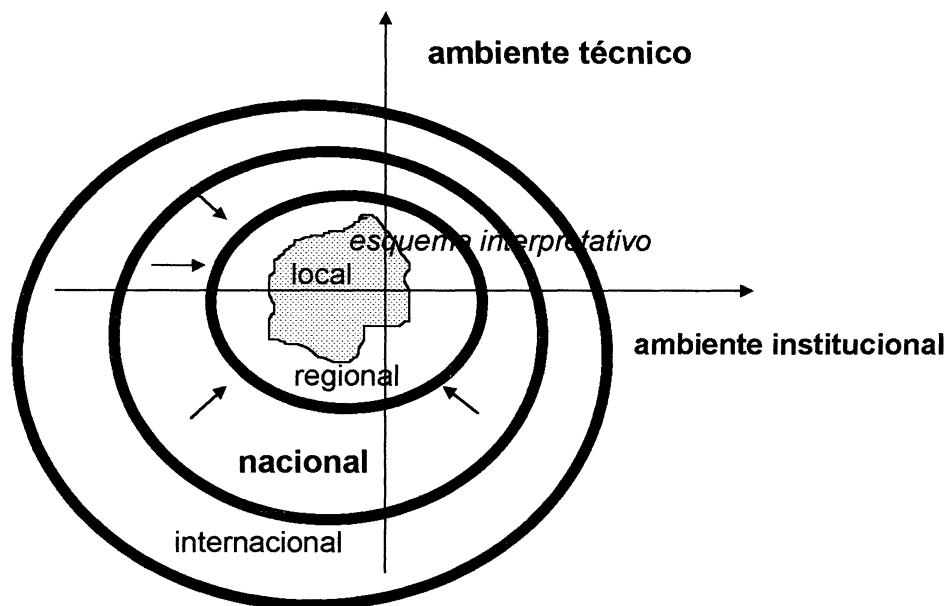 ambiente técnico
esquema interpretativo
local
ambiente institucional
regional
nacional
internacional